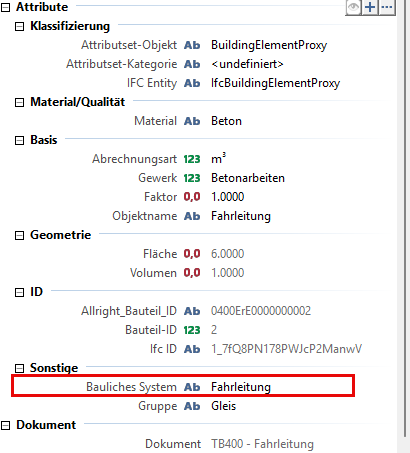 Attribute
Klassifizierung
Attributset-Objekt Ab BuildingElementProxy
Attributset-Kategorie Ab <undefiniert>
IFC Entity Ab IfcBuildingElementProxy
Material/Qualität
Material Ab Beton
Basis
Abrechnungsart 123 m³
Gewerk 123 Betonarbeiten
Faktor 0,0 1.0000
Objektname Ab Fahrleitung
Geometrie
Fläche 0,0 6.0000
Volumen 0,0 1.0000
ID
Allright_Bauteil_ID Ab 0400ErE0000000002
Bauteil-ID 123 2
Ifc ID Ab 1_7fQ8PN178PWJcP2ManwV
Sonstige
Bauliches System Ab Fahrleitung
Gruppe Ab Gleis
Dokument
Dokument TB400 - Fahrleitung